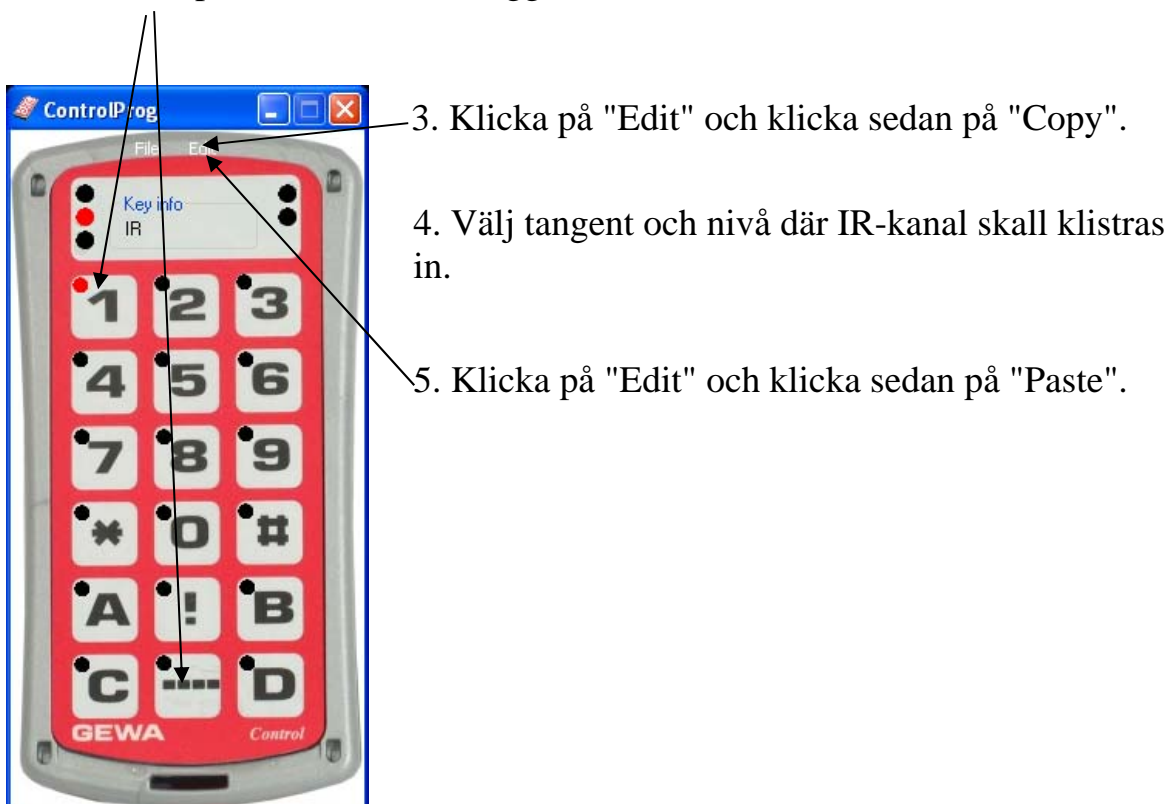 ControlProg
3. Klicka på "Edit" och klicka sedan på "Copy".
File Edit
Key info
IR
4. Välj tangent och nivå där IR-kanal skall klistras
in.
1 2 3
5. Klicka på "Edit" och klicka sedan på "Paste".
4 5 6
7 8 9
* 0 #
A ! B
C ---- D
GEWA Control